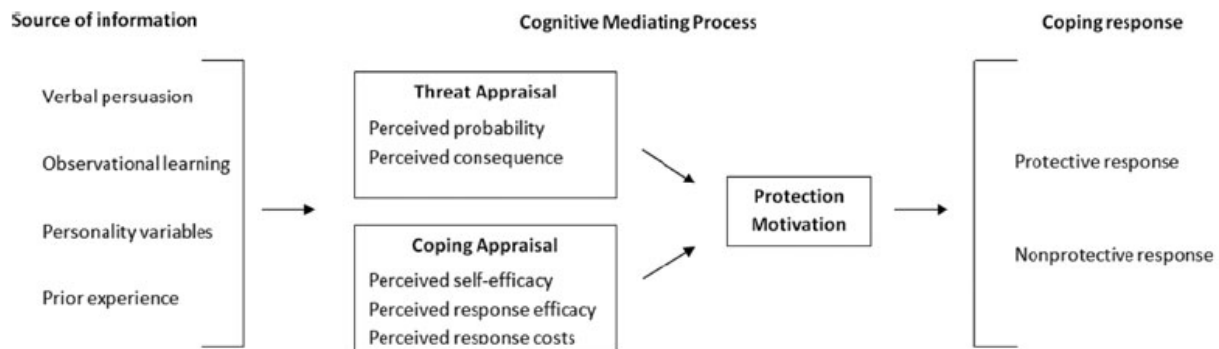 Source of information
Cognitive Mediating Process
Coping response
Verbal persuasion
Observational learning
Personality variables
Prior experience
Threat Appraisal
Perceived probability
Perceived consequence
Coping Appraisal
Perceived self-efficacy
Perceived response efficacy
Perceived response costs
Protection
Motivation
Protective response
Nonprotective response